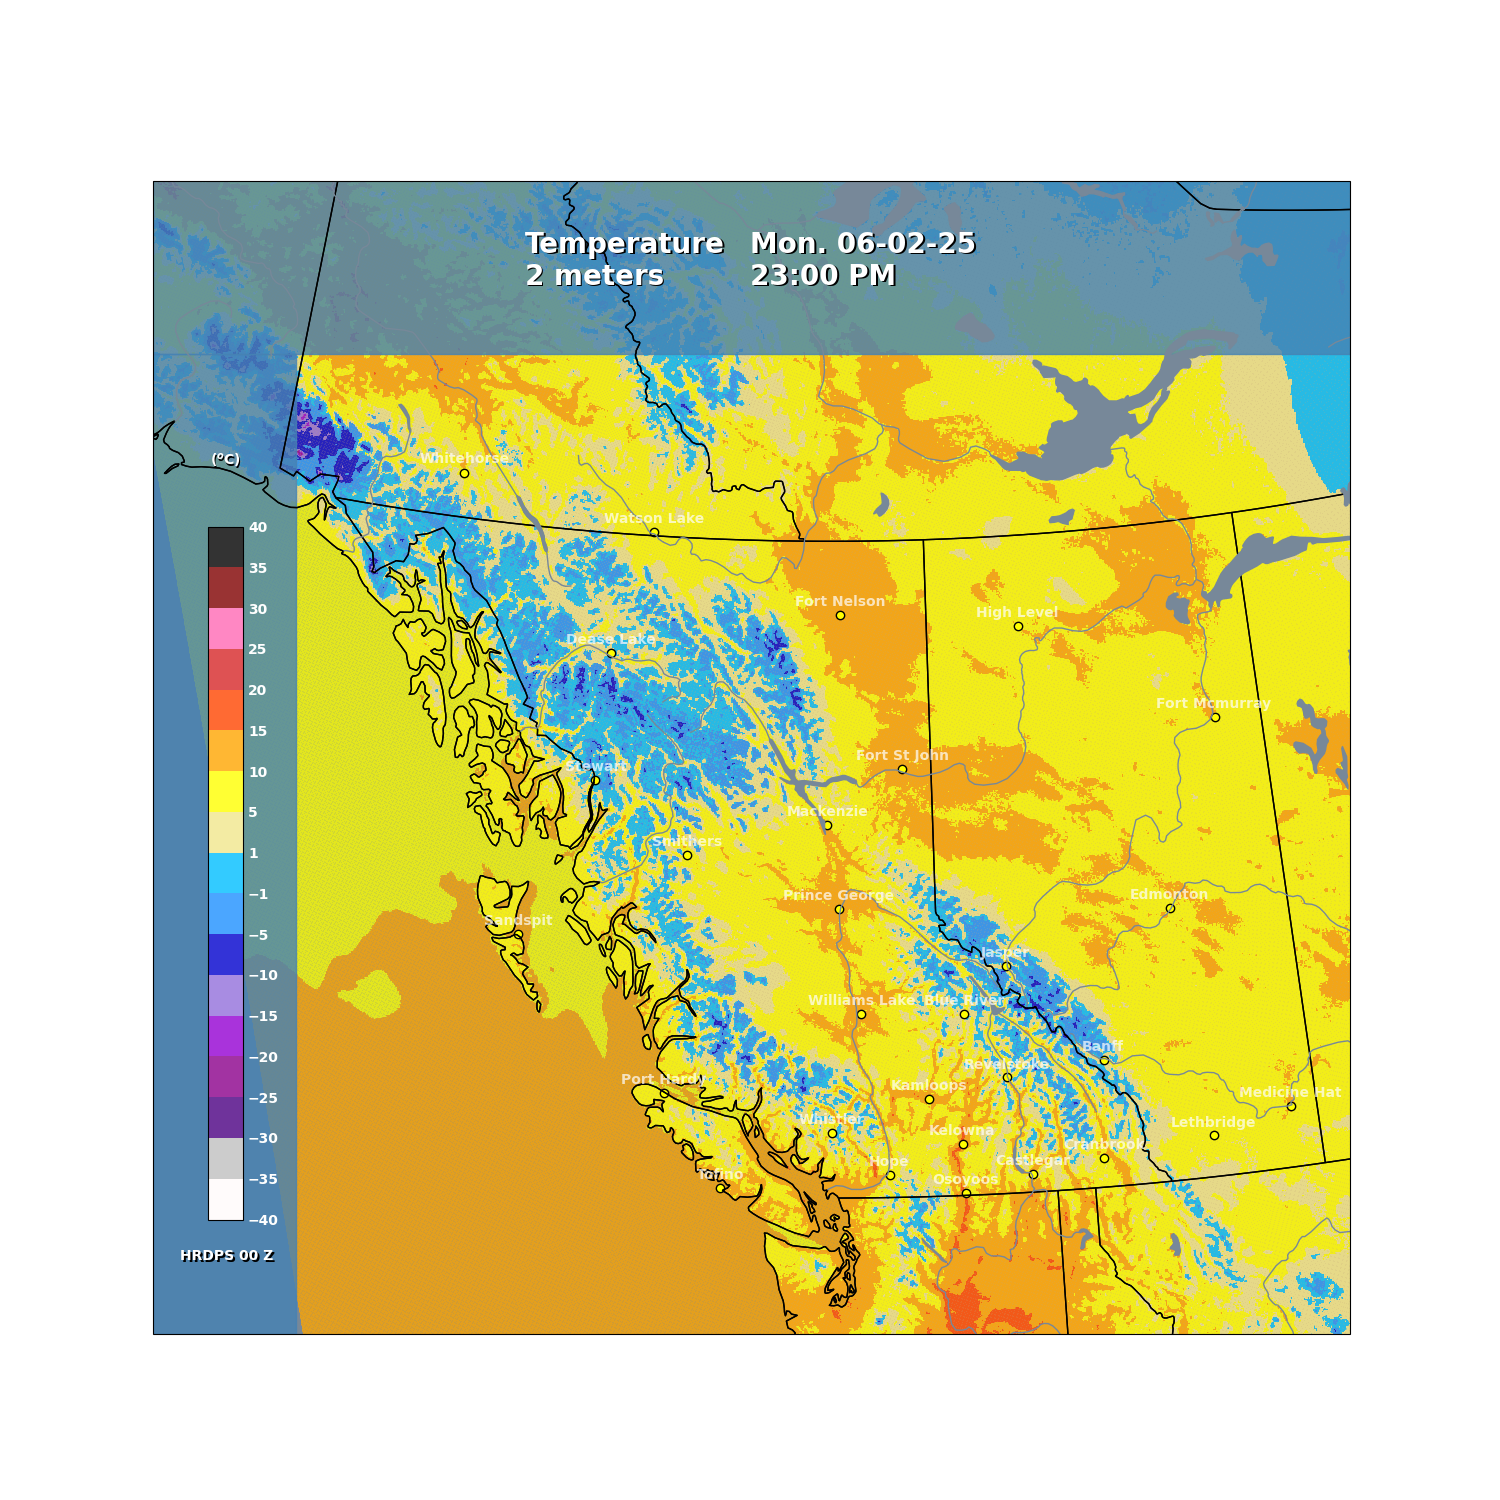 Temperature Mon. 06-02-25
2 meters 23:00 PM
Whitehorse
(°C)
Watson Lake
40
35
30
25
20
15
10
5
1
−1
−5
−10
−15
−20
−25
−30
−35
−40
Fort Nelson
High Level
Dease Lake
Fort Mcmurray
Fort St John
Stewart
Mackenzie
Smithers
Prince George
Edmonton
Sandspit
Jasper
Williams Lake
Blue River
Banff
Revelstoke
Port Hardy
Kamloops
Medicine Hat
Whistler
Lethbridge
Kelowna
Cranbrook
Hope
Castlegar
Tofino
Osoyoos
HRDPS 00 Z